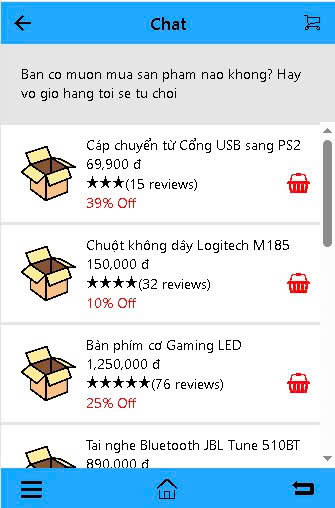 Chat
Ban co muon mua san pham nao khong? Hay
vo gio hang toi se tu choi
Cáp chuyển từ Cổng USB sang PS2
69,900 đ
★★★(15 reviews)
39% Off
Chuột không dây Logitech M185
150,000 đ
★★★★(32 reviews)
10% Off
Bàn phím cơ Gaming LED
1,250,000 đ
★★★★★(76 reviews)
25% Off
Tai nghe Bluetooth JBL Tune 510BT
890,000 đ